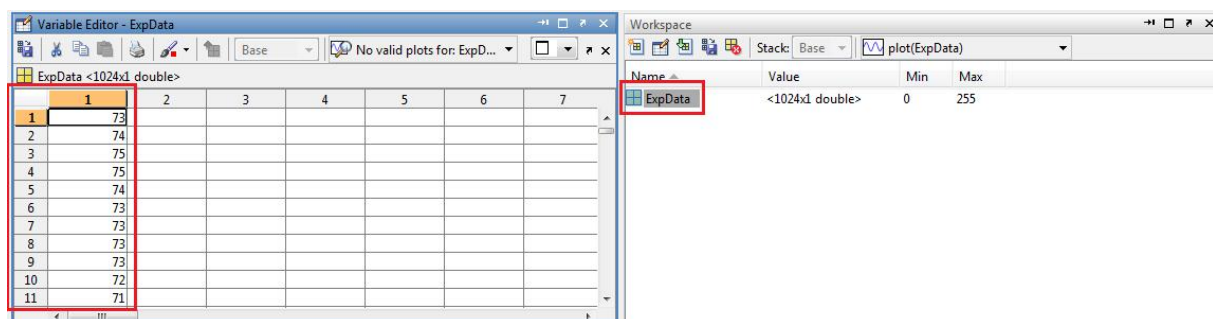 Variable Editor - ExpData
Base
No valid plots for: ExpD...
ExpData <1024x1 double>
1 2 3 4 5 6 7
1 73
2 74
3 75
4 75
5 74
6 73
7 73
8 73
9 73
10 72
11 71
Workspace
Stack: Base plot(ExpData)
Name Value Min Max
ExpData <1024x1 double> 0 255